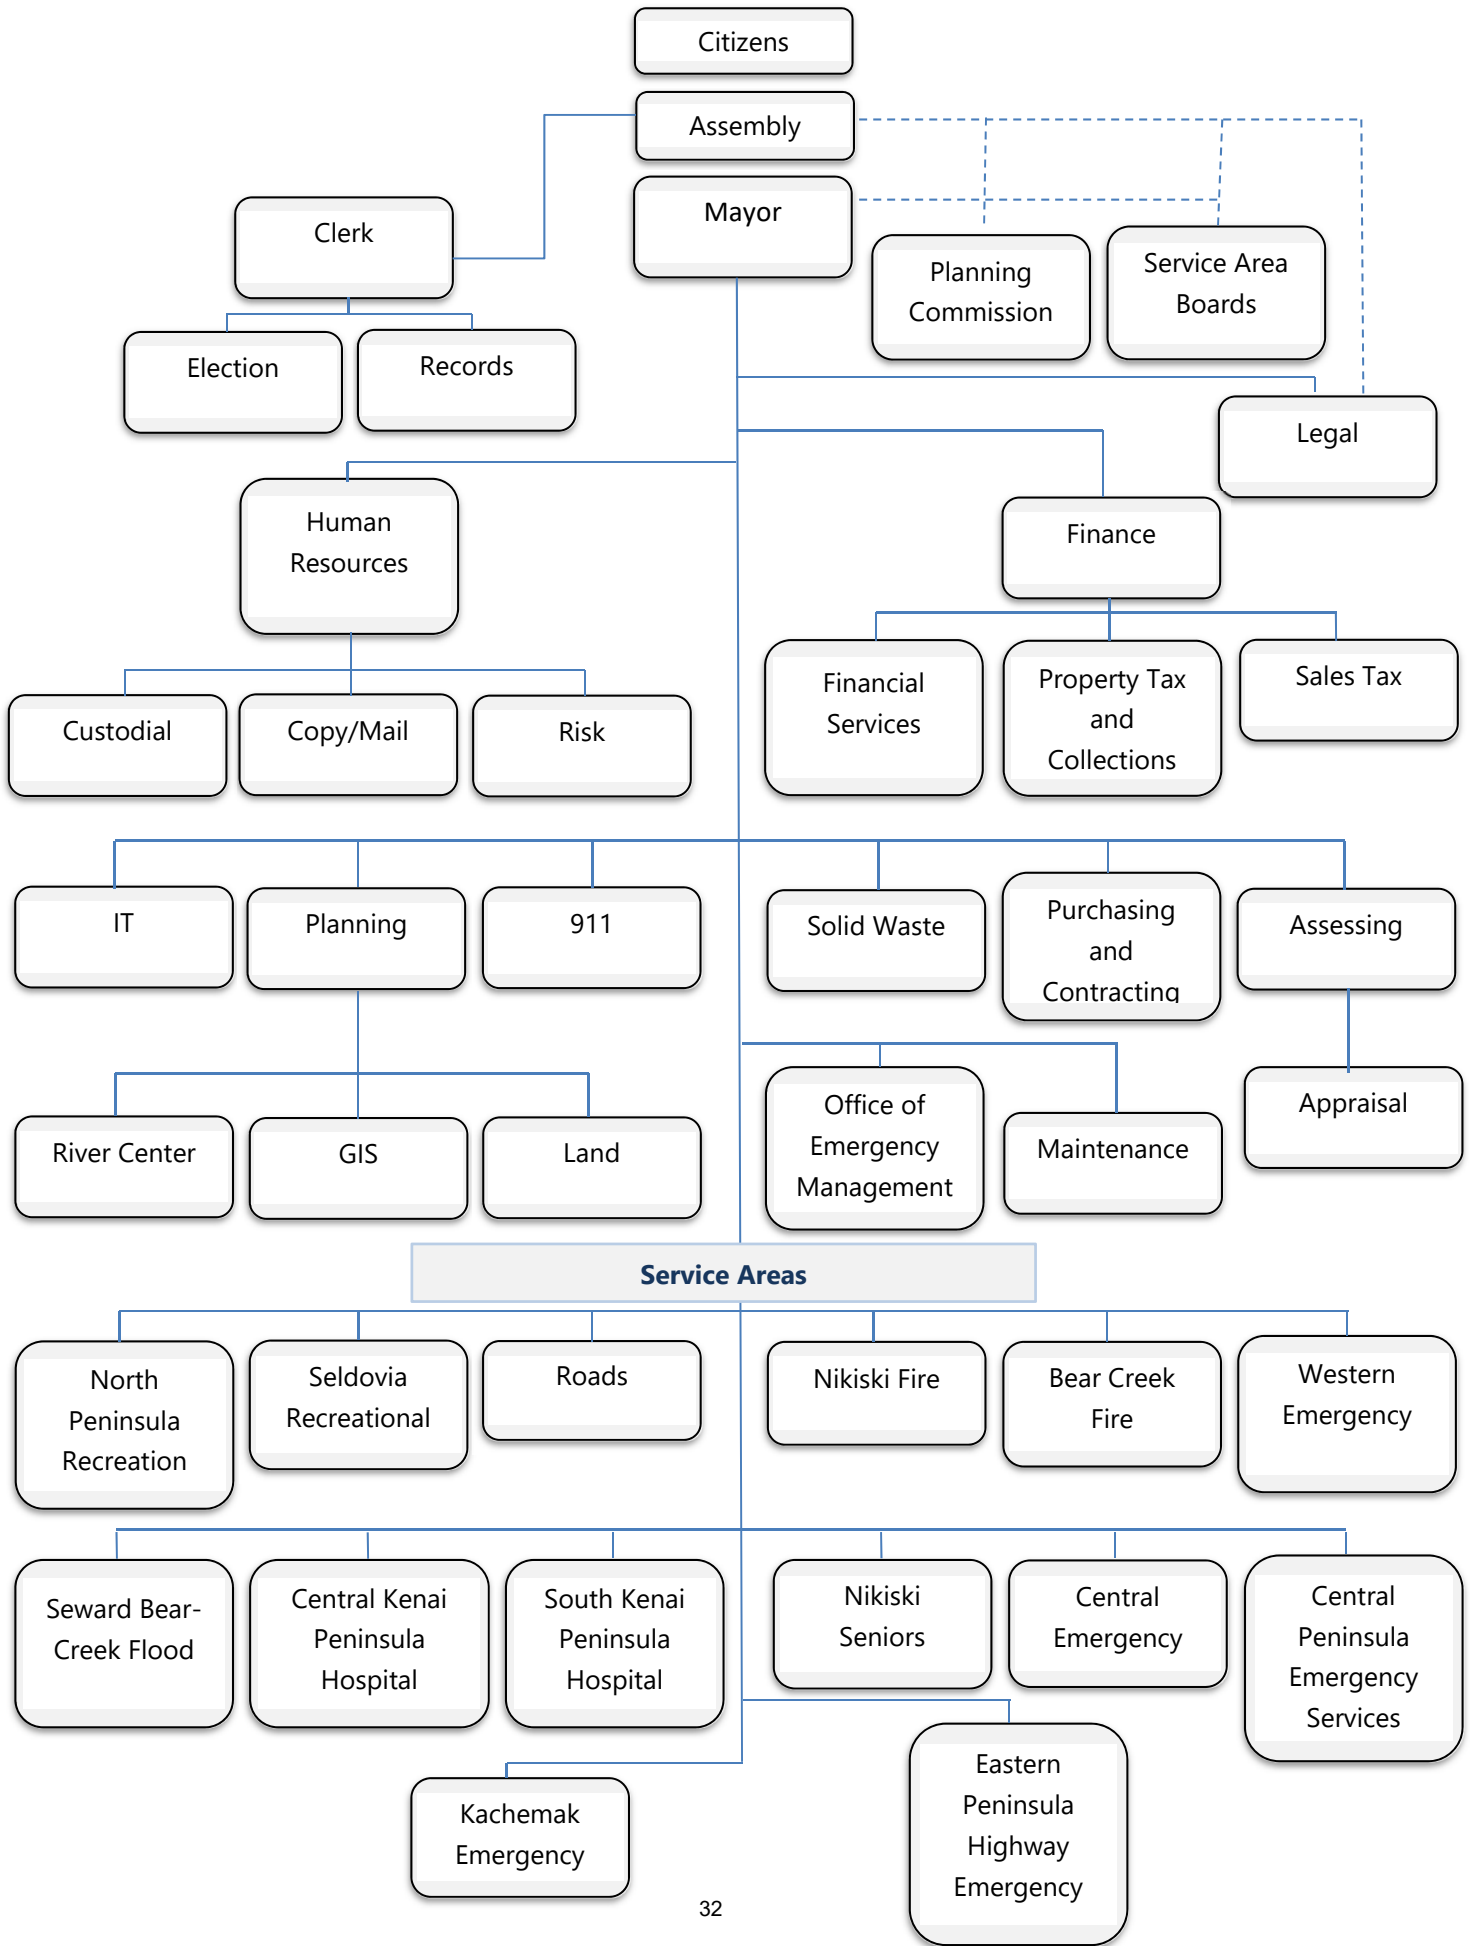 Citizens
Assembly
Mayor
Clerk
Planning
Commission
Service Area
Boards
Election
Records
Legal
Human
Resources
Finance
Custodial
Copy/Mail
Risk
Financial
Services
Property Tax
and
Collections
Sales Tax
IT
Planning
911
Solid Waste
Purchasing
and
Contracting
Assessing
River Center
GIS
Land
Office of
Emergency
Management
Maintenance
Appraisal
Service Areas
North
Peninsula
Recreation
Seldovia
Recreational
Roads
Nikiski Fire
Bear Creek
Fire
Western
Emergency
Seward Bear-
Creek Flood
Central Kenai
Peninsula
Hospital
South Kenai
Peninsula
Hospital
Nikiski
Seniors
Central
Emergency
Central
Peninsula
Emergency
Services
Kachemak
Emergency
Eastern
Peninsula
Highway
Emergency
32